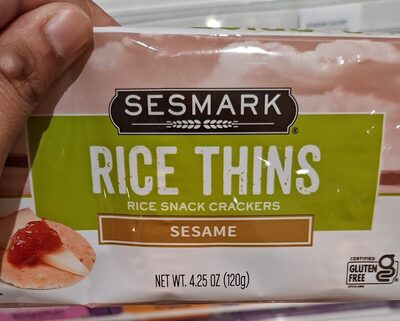 SESMARK®
RICE THINS
RICE SNACK CRACKERS
SESAME
NET WT. 4.25 OZ (120g)
CERTIFIED
GLUTEN
FREE